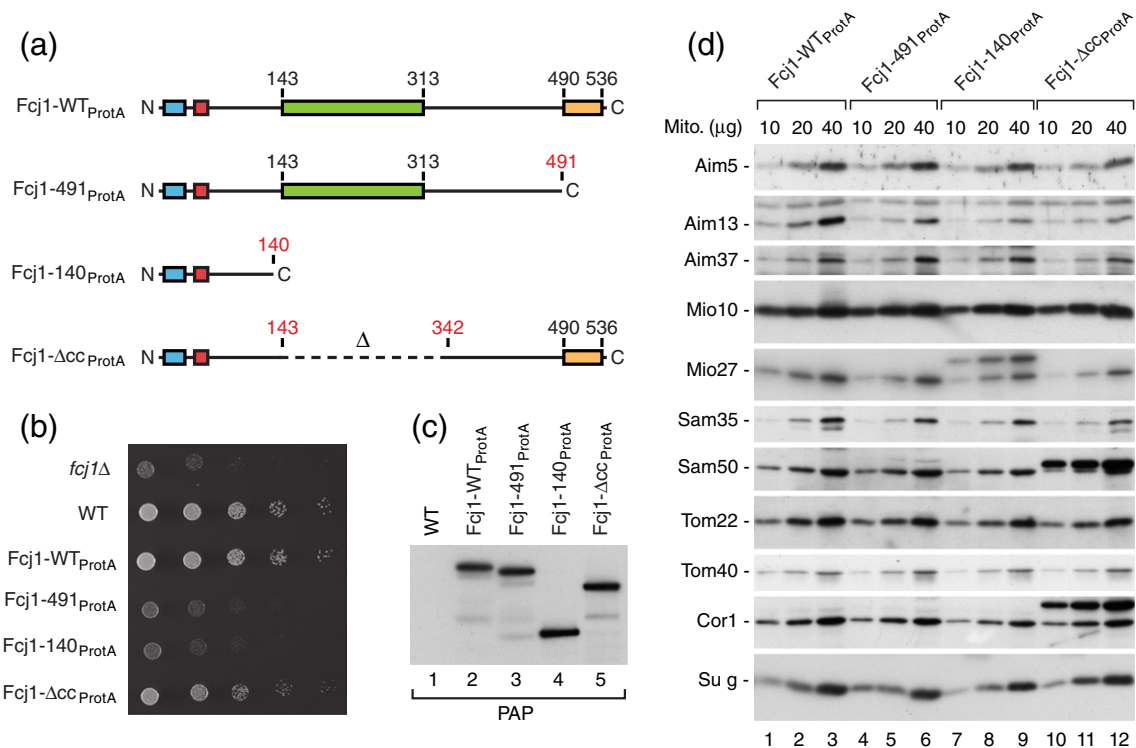 (a)
143 313 490 536
Fcj1-WTProtA N C
143 313 491
Fcj1-491ProtA N C
140
Fcj1-140ProtA N C
143 Δ 342 490 536
Fcj1-ΔccProtA N C
(b)
fcj1Δ
WT
Fcj1-WTProtA
Fcj1-491ProtA
Fcj1-140ProtA
Fcj1-ΔccProtA
(c)
WT
Fcj1-WTProtA
Fcj1-491ProtA
Fcj1-140ProtA
Fcj1-ΔccProtA
1 2 3 4 5
PAP
(d)
Fcj1-WTProtA
Fcj1-491ProtA
Fcj1-140ProtA
Fcj1-ΔccProtA
Mito. (μg) 10 20 40 10 20 40 10 20 40 10 20 40
Aim5 -
Aim13 -
Aim37 -
Mio10 -
Mio27 -
Sam35 -
Sam50 -
Tom22 -
Tom40 -
Cor1 -
Su g -
1 2 3 4 5 6 7 8 9 10 11 12